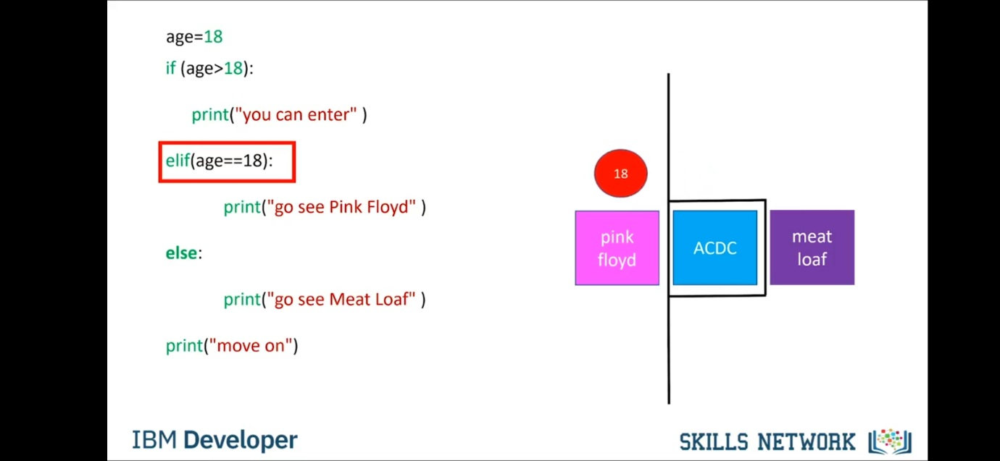 age=18
if (age>18):
print("you can enter" )
elif(age==18):
print("go see Pink Floyd" )
else:
print("go see Meat Loaf" )
print("move on")
18
pink
floyd
ACDC
meat
loaf
IBM Developer
SKILLS NETWORK